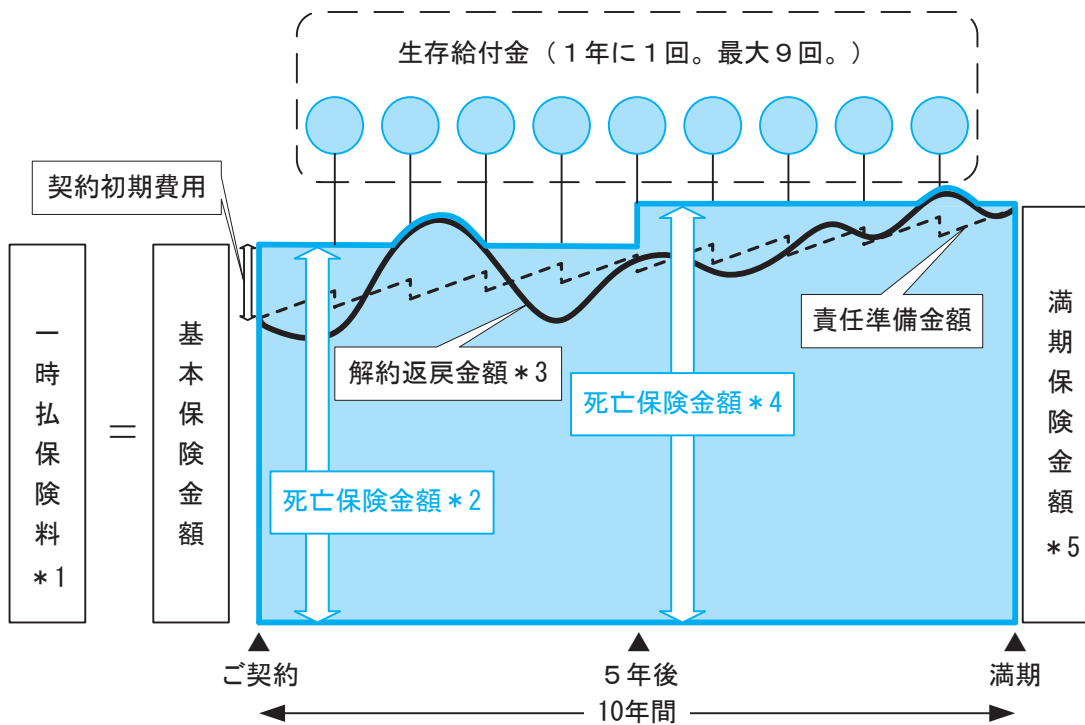 生存給付金（１年に１回。最大９回。）
契約初期費用
一時払保険料＊1
＝
基本保険金額
解約返戻金額＊3
死亡保険金額＊4
責任準備金額
死亡保険金額＊2
満期保険金額＊5
ご契約
５年後
満期
10年間